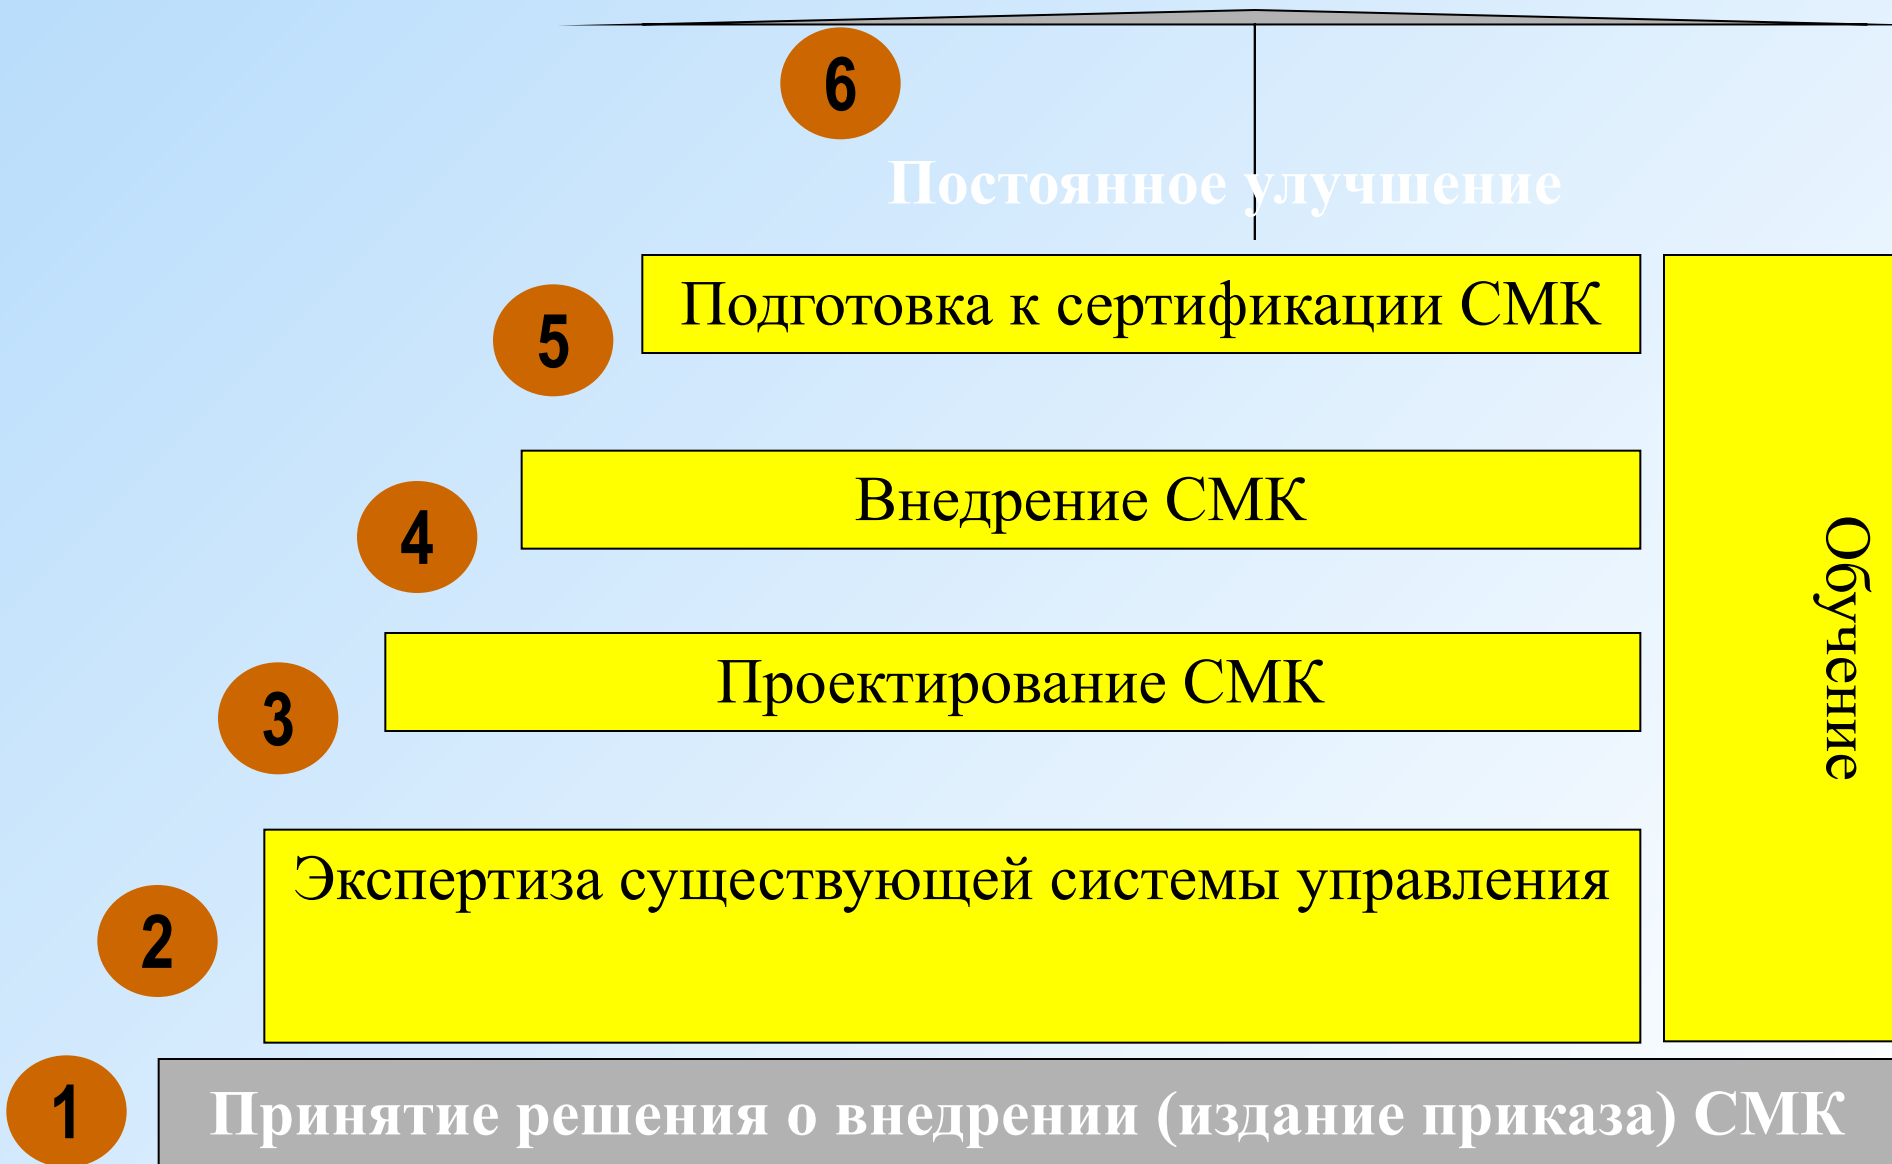 6
Постоянное улучшение
5
Подготовка к сертификации СМК
4
Внедрение СМК
3
Проектирование СМК
2
Экспертиза существующей системы управления
Обучение
1
Принятие решения о внедрении (издание приказа) СМК